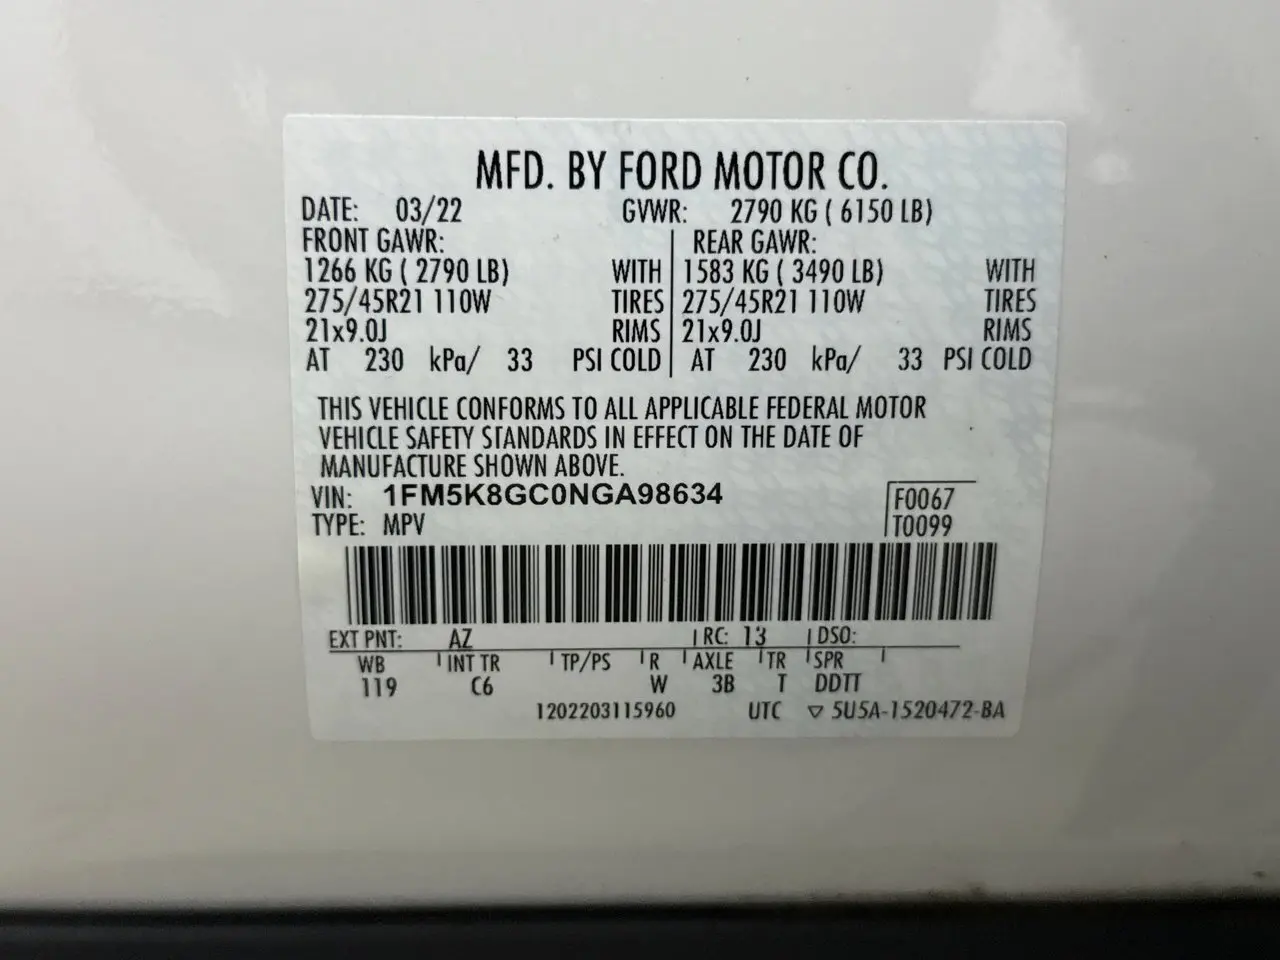 MFD. BY FORD MOTOR CO.
DATE: 03/22 GVWR: 2790 KG ( 6150 LB)
FRONT GAWR: REAR GAWR:
1266 KG ( 2790 LB) WITH 1583 KG ( 3490 LB) WITH
275/45R21 110W TIRES 275/45R21 110W TIRES
21x9.0J RIMS 21x9.0J RIMS
AT 230 kPa/ 33 PSI COLD AT 230 kPa/ 33 PSI COLD
THIS VEHICLE CONFORMS TO ALL APPLICABLE FEDERAL MOTOR
VEHICLE SAFETY STANDARDS IN EFFECT ON THE DATE OF
MANUFACTURE SHOWN ABOVE.
VIN: 1FM5K8GC0NGA98634 F0067
TYPE: MPV T0099
EXT PNT: AZ RC: 13 DSO:
WB INT TR TP/PS R AXLE TR SPR
119 C6 W 3B T DDTT
1202203115960 UTC ▽ 5U5A-1520472-BA